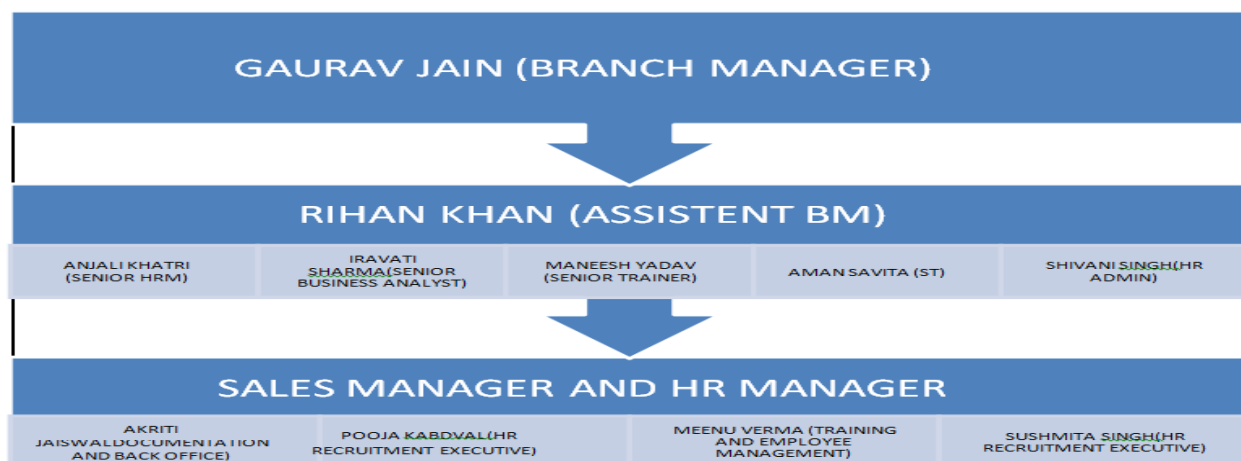 GAURAV JAIN (BRANCH MANAGER)
RIHAN KHAN (ASSISTENT BM)
ANJALI KHATRI
(SENIOR HRM)
IRAVATI
SHARMA(SENIOR
BUSINESS ANALYST)
MANEESH YADAV
(SENIOR TRAINER)
AMAN SAVITA (ST)
SHIVANI SINGH(HR
ADMIN)
SALES MANAGER AND HR MANAGER
AKRITI
JAISWALDOCUMENTATION
AND BACK OFFICE)
POOJA KABDVAL(HR
RECRUITMENT EXECUTIVE)
MEENU VERMA (TRAINING
AND EMPLOYEE
MANAGEMENT)
SUSHMITA SINGH(HR
RECRUITMENT EXECUTIVE)